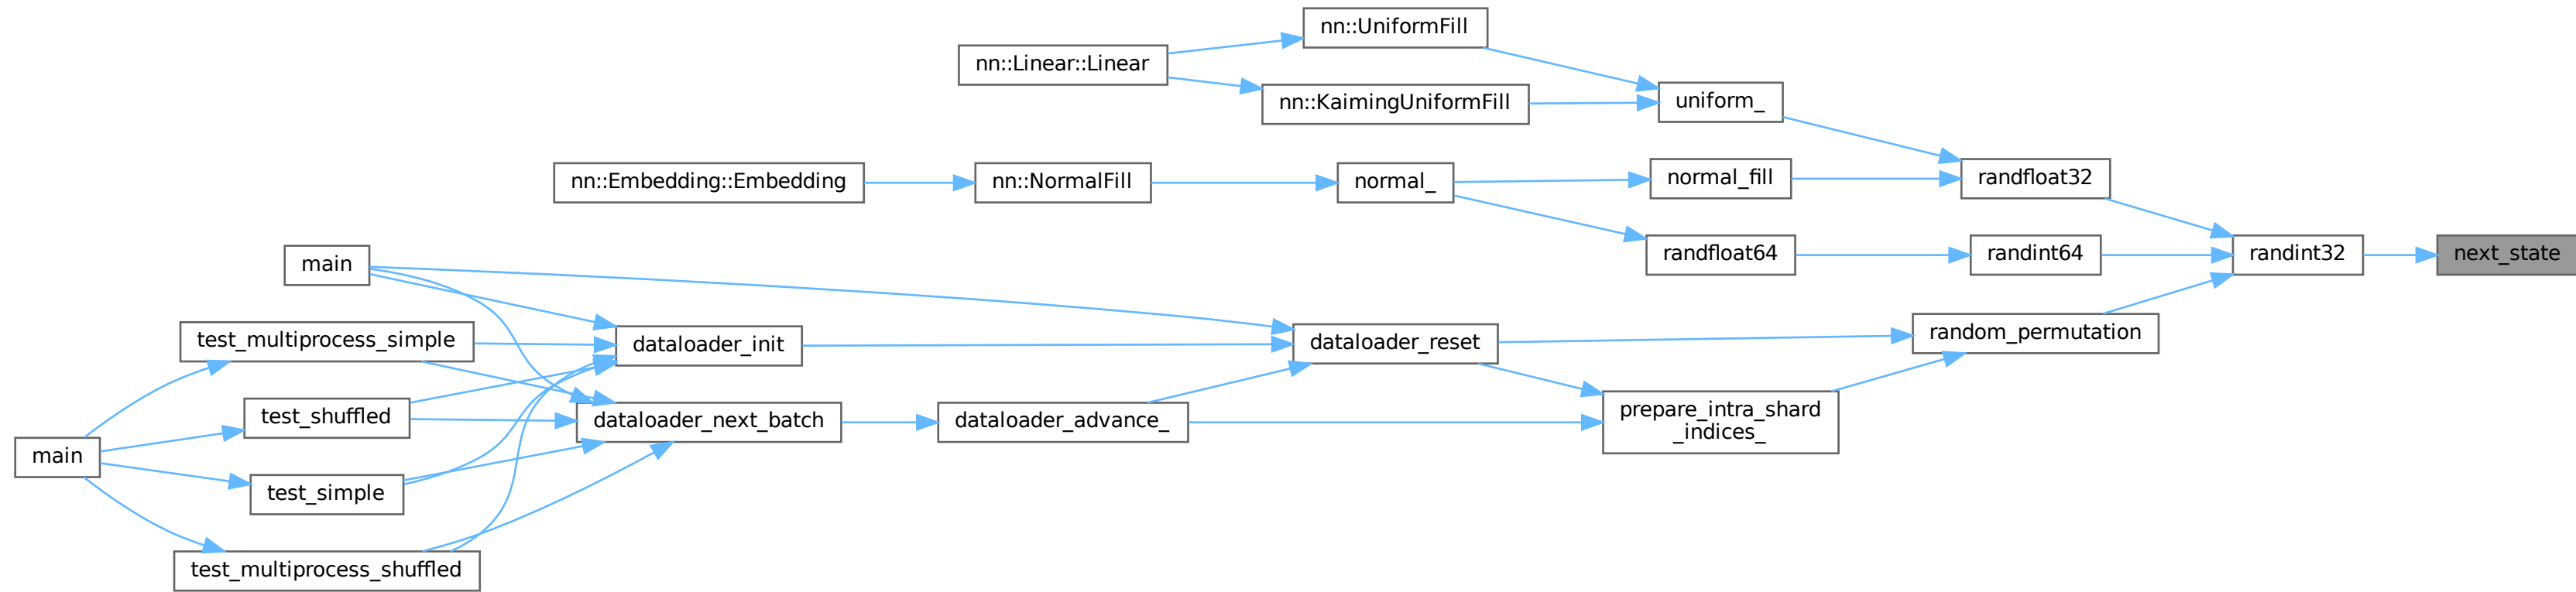 nn::UniformFill
nn::Linear::Linear
nn::KaimingUniformFill
uniform_
nn::Embedding::Embedding
nn::NormalFill
normal_
normal_fill
randfloat32
main
randfloat64
randint64
randint32
next_state
test_multiprocess_simple
dataloader_init
dataloader_reset
random_permutation
test_shuffled
dataloader_next_batch
dataloader_advance_
prepare_intra_shard
_indices_
main
test_simple
test_multiprocess_shuffled